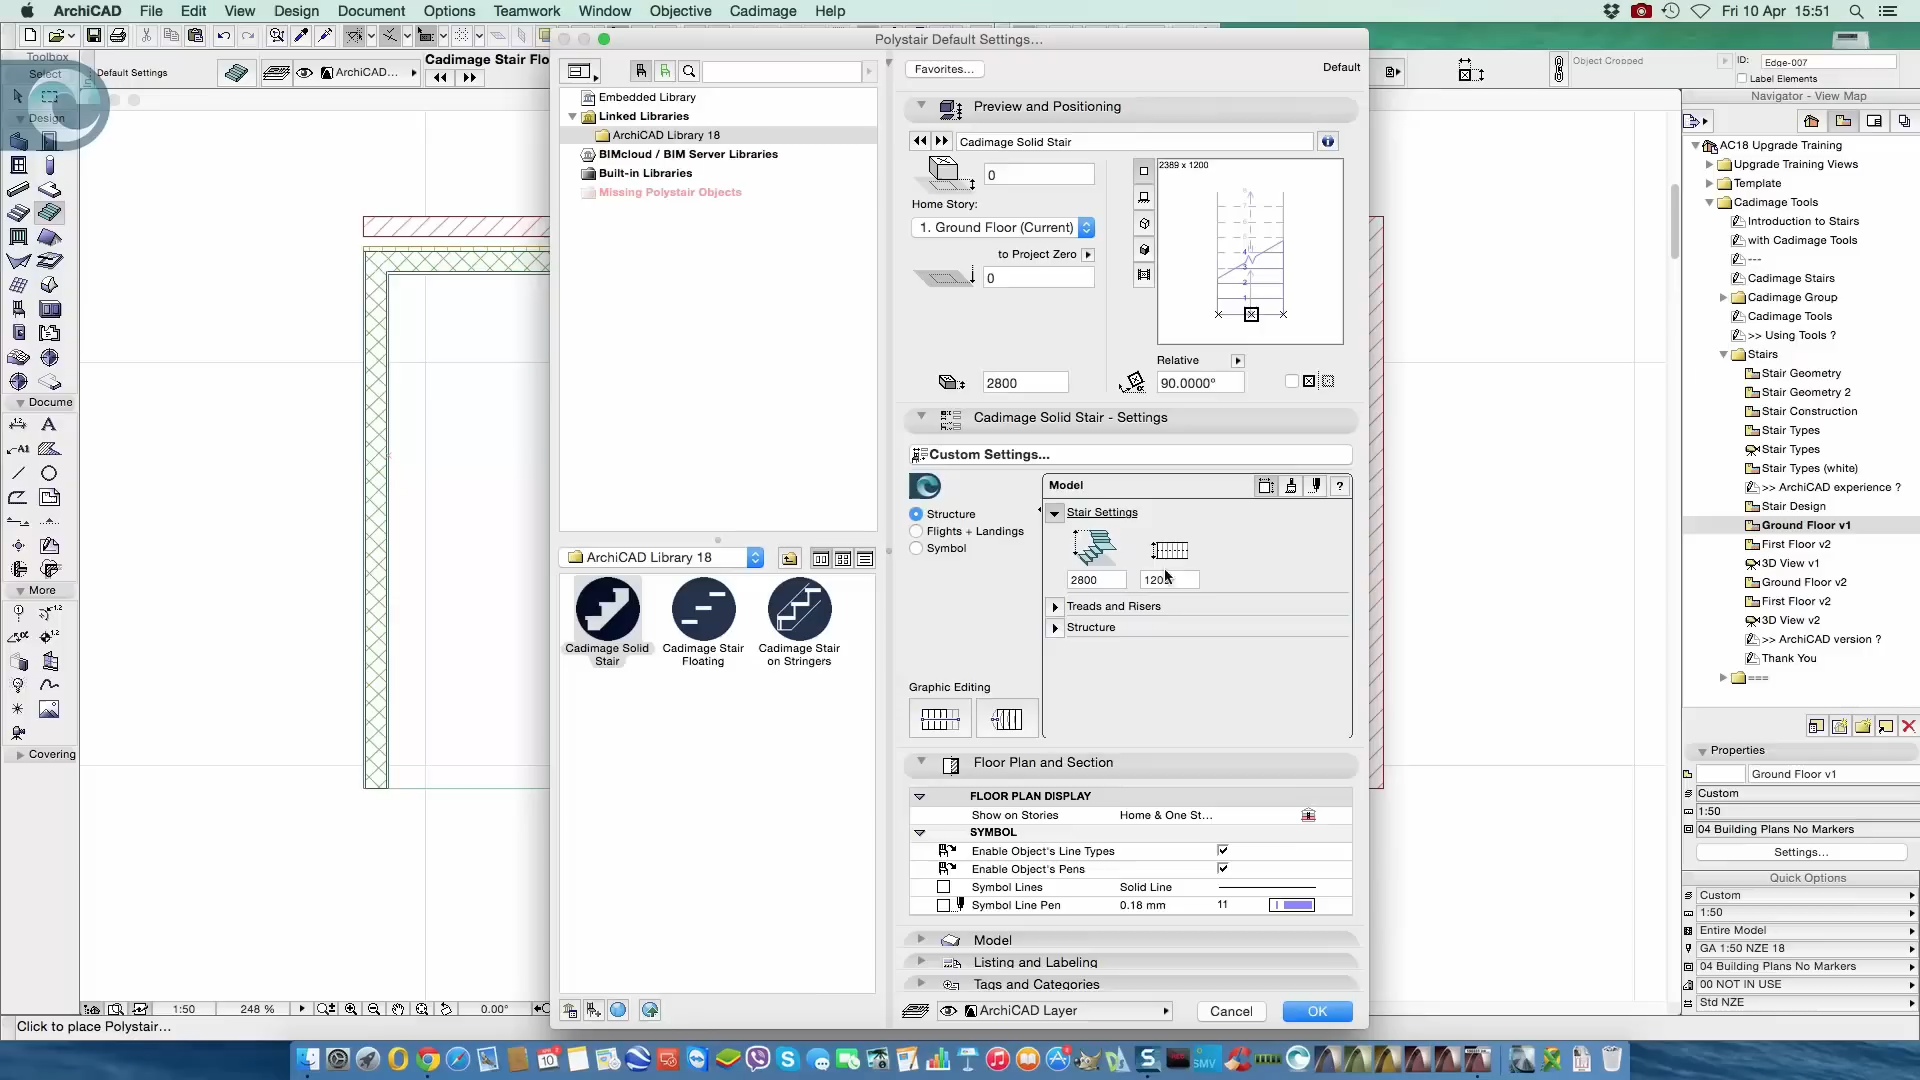 ArchiCAD File Edit View Design Document Options Teamwork Window Objective Cadimage Help
Fri 10 Apr 15:51
Toolbox
Select
Default Settings
ArchiCAD...
Cadimage Stair Flo
Polystair Default Settings...
Object Cropped
ID:
Edge-007
Label Elements
Design
Docume
More
Covering
Embedded Library
Linked Libraries
ArchiCAD Library 18
BIMcloud / BIM Server Libraries
Built-in Libraries
Missing Polystair Objects
ArchiCAD Library 18
Cadimage Solid
Stair
Cadimage Stair
Floating
Cadimage Stair
on Stringers
Favorites...
Default
Preview and Positioning
Cadimage Solid Stair
0
Home Story:
1. Ground Floor (Current)
to Project Zero
0
2389 x 1200
Relative
2800
90.0000°
Cadimage Solid Stair - Settings
Custom Settings...
Structure
Flights + Landings
Symbol
Graphic Editing
Model
Stair Settings
2800
Treads and Risers
Structure
Floor Plan and Section
FLOOR PLAN DISPLAY
Show on Stories Home & One St...
SYMBOL
Enable Object's Line Types
Enable Object's Pens
Symbol Lines Solid Line
Symbol Line Pen 0.18 mm 11
Model
Listing and Labeling
Tags and Categories
ArchiCAD Layer
Cancel
OK
Navigator - View Map
AC18 Upgrade Training
Upgrade Training Views
Template
Cadimage Tools
Introduction to Stairs
with Cadimage Tools
---
Cadimage Stairs
Cadimage Group
Cadimage Tools
>> Using Tools ?
Stairs
Stair Geometry
Stair Geometry 2
Stair Construction
Stair Types
Stair Types
Stair Types (white)
>> ArchiCAD experience ?
Stair Design
Ground Floor v1
First Floor v2
3D View v1
Ground Floor v2
First Floor v2
3D View v2
>> ArchiCAD version ?
Thank You
===
Properties
Ground Floor v1
Custom
1:50
04 Building Plans No Markers
Settings...
Quick Options
Custom
1:50
Entire Model
GA 1:50 NZE 18
04 Building Plans No Markers
00 NOT IN USE
Std NZE
1:50
248 %
0.00°
Click to place Polystair...